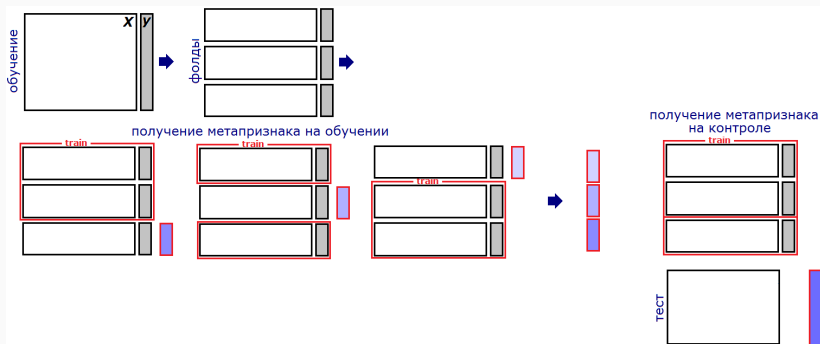 X y
обучение
фолды
получение метапризнака на обучении
получение метапризнака
на контроле
train
train
train
train
тест